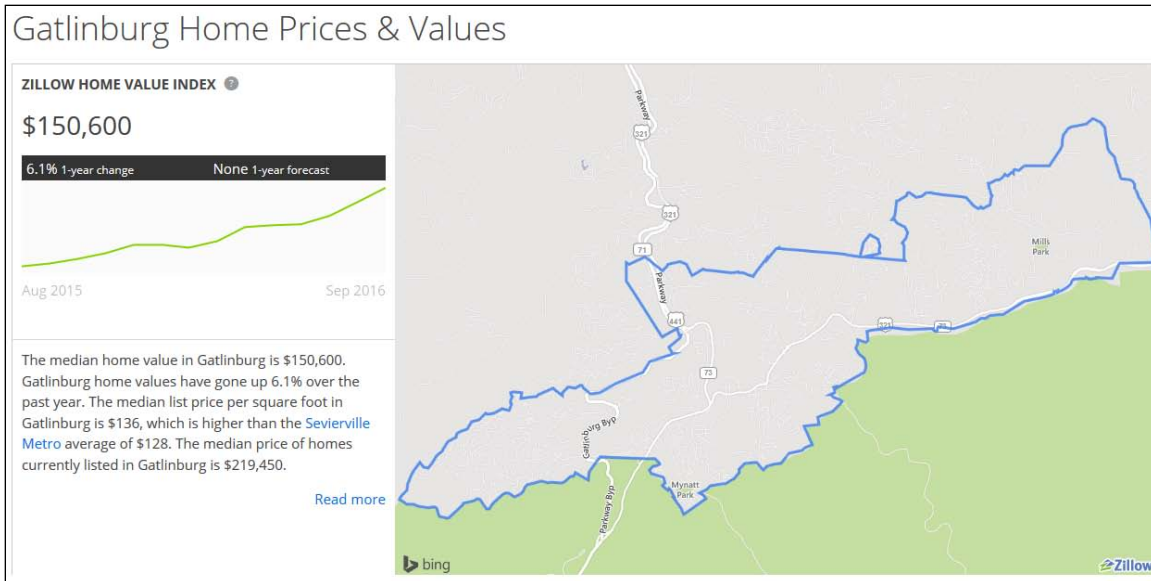 Gatlinburg Home Prices & Values
ZILLOW HOME VALUE INDEX ?
$150,600
6.1% 1-year change None 1-year forecast
Aug 2015 Sep 2016
The median home value in Gatlinburg is $150,600.
Gatlinburg home values have gone up 6.1% over the
past year. The median list price per square foot in
Gatlinburg is $136, which is higher than the Sevierville
Metro average of $128. The median price of homes
currently listed in Gatlinburg is $219,450.
Read more
Parkway
321
321
71
Parkway
441
73
Mills
Park
321
73
Gatlinburg Byp
Mynatt
Park
Parkway Byp
bing
Zillow